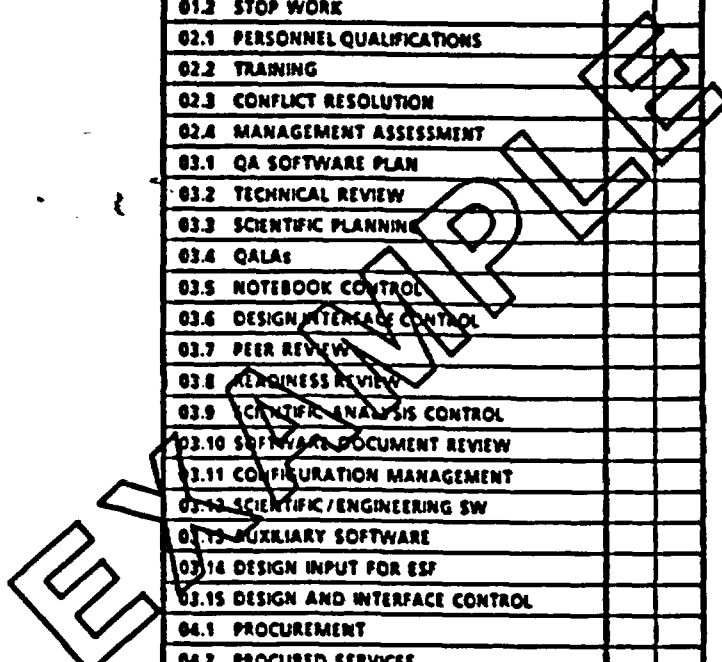 01.2 STOP WORK
02.1 PERSONNEL QUALIFICATIONS
02.2 TRAINING
02.3 CONFLICT RESOLUTION
02.4 MANAGEMENT ASSESSMENT
03.1 QA SOFTWARE PLAN
03.2 TECHNICAL REVIEW
03.3 SCIENTIFIC PLANNING
03.4 QALAs
03.5 NOTEBOOK CONTROL
03.6 DESIGN INTERFACE CONTROL
03.7 PEER REVIEW
03.8 READINESS REVIEW
03.9 SCIENTIFIC ANALYSIS CONTROL
03.10 SOFTWARE DOCUMENT REVIEW
03.11 CONFIGURATION MANAGEMENT
03.12 SCIENTIFIC/ENGINEERING SW
03.13 AUXILIARY SOFTWARE
03.14 DESIGN INPUT FOR ESF
03.15 DESIGN AND INTERFACE CONTROL
04.1 PROCUREMENT
04.2 PROCURED SERVICES
EXAMPLE